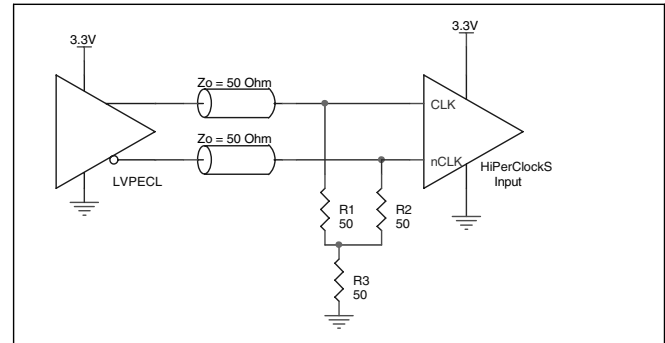 3.3V
3.3V
Zo = 50 Ohm
CLK
Zo = 50 Ohm
nCLK
LVPECL
HiPerClockS
Input
R1
50
R2
50
R3
50